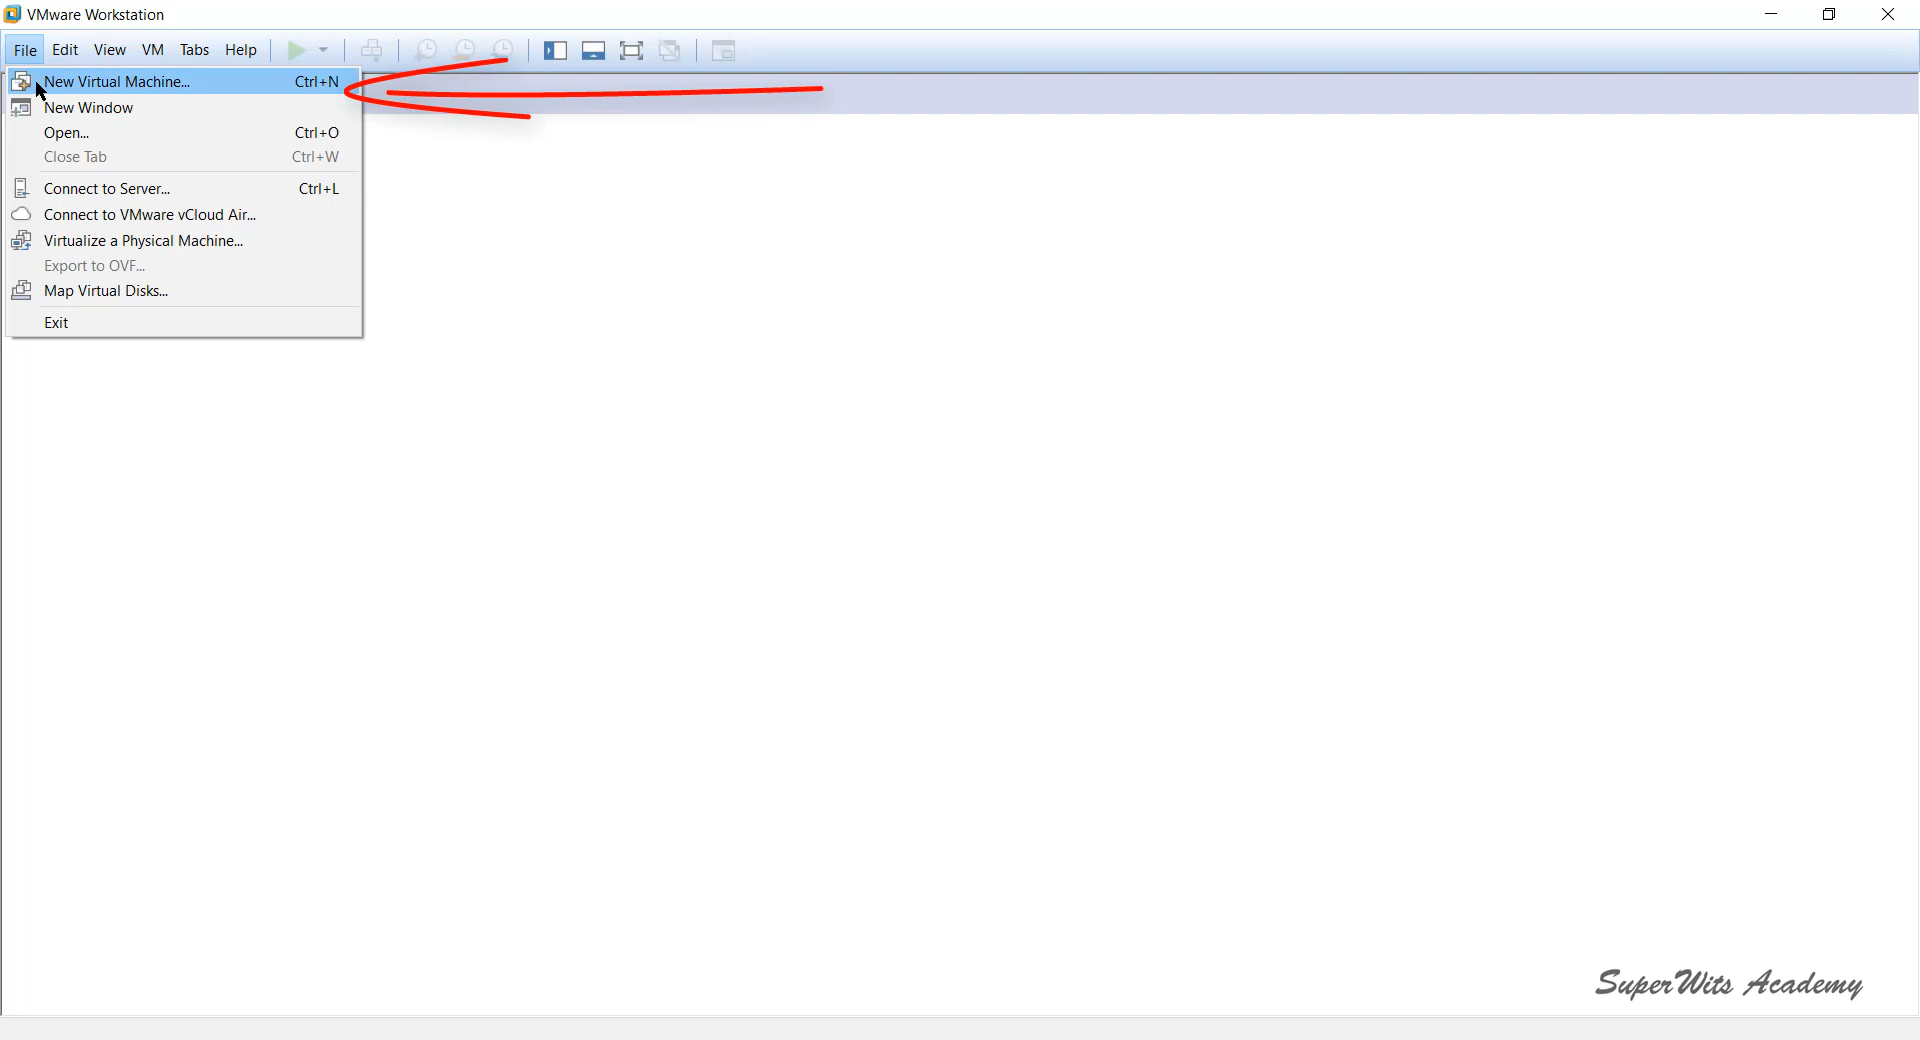 VMware Workstation
File Edit View VM Tabs Help
New Virtual Machine... Ctrl+N
New Window
Open... Ctrl+O
Close Tab Ctrl+W
Connect to Server... Ctrl+L
Connect to VMware vCloud Air...
Virtualize a Physical Machine...
Export to OVF...
Map Virtual Disks...
Exit
SuperWits Academy